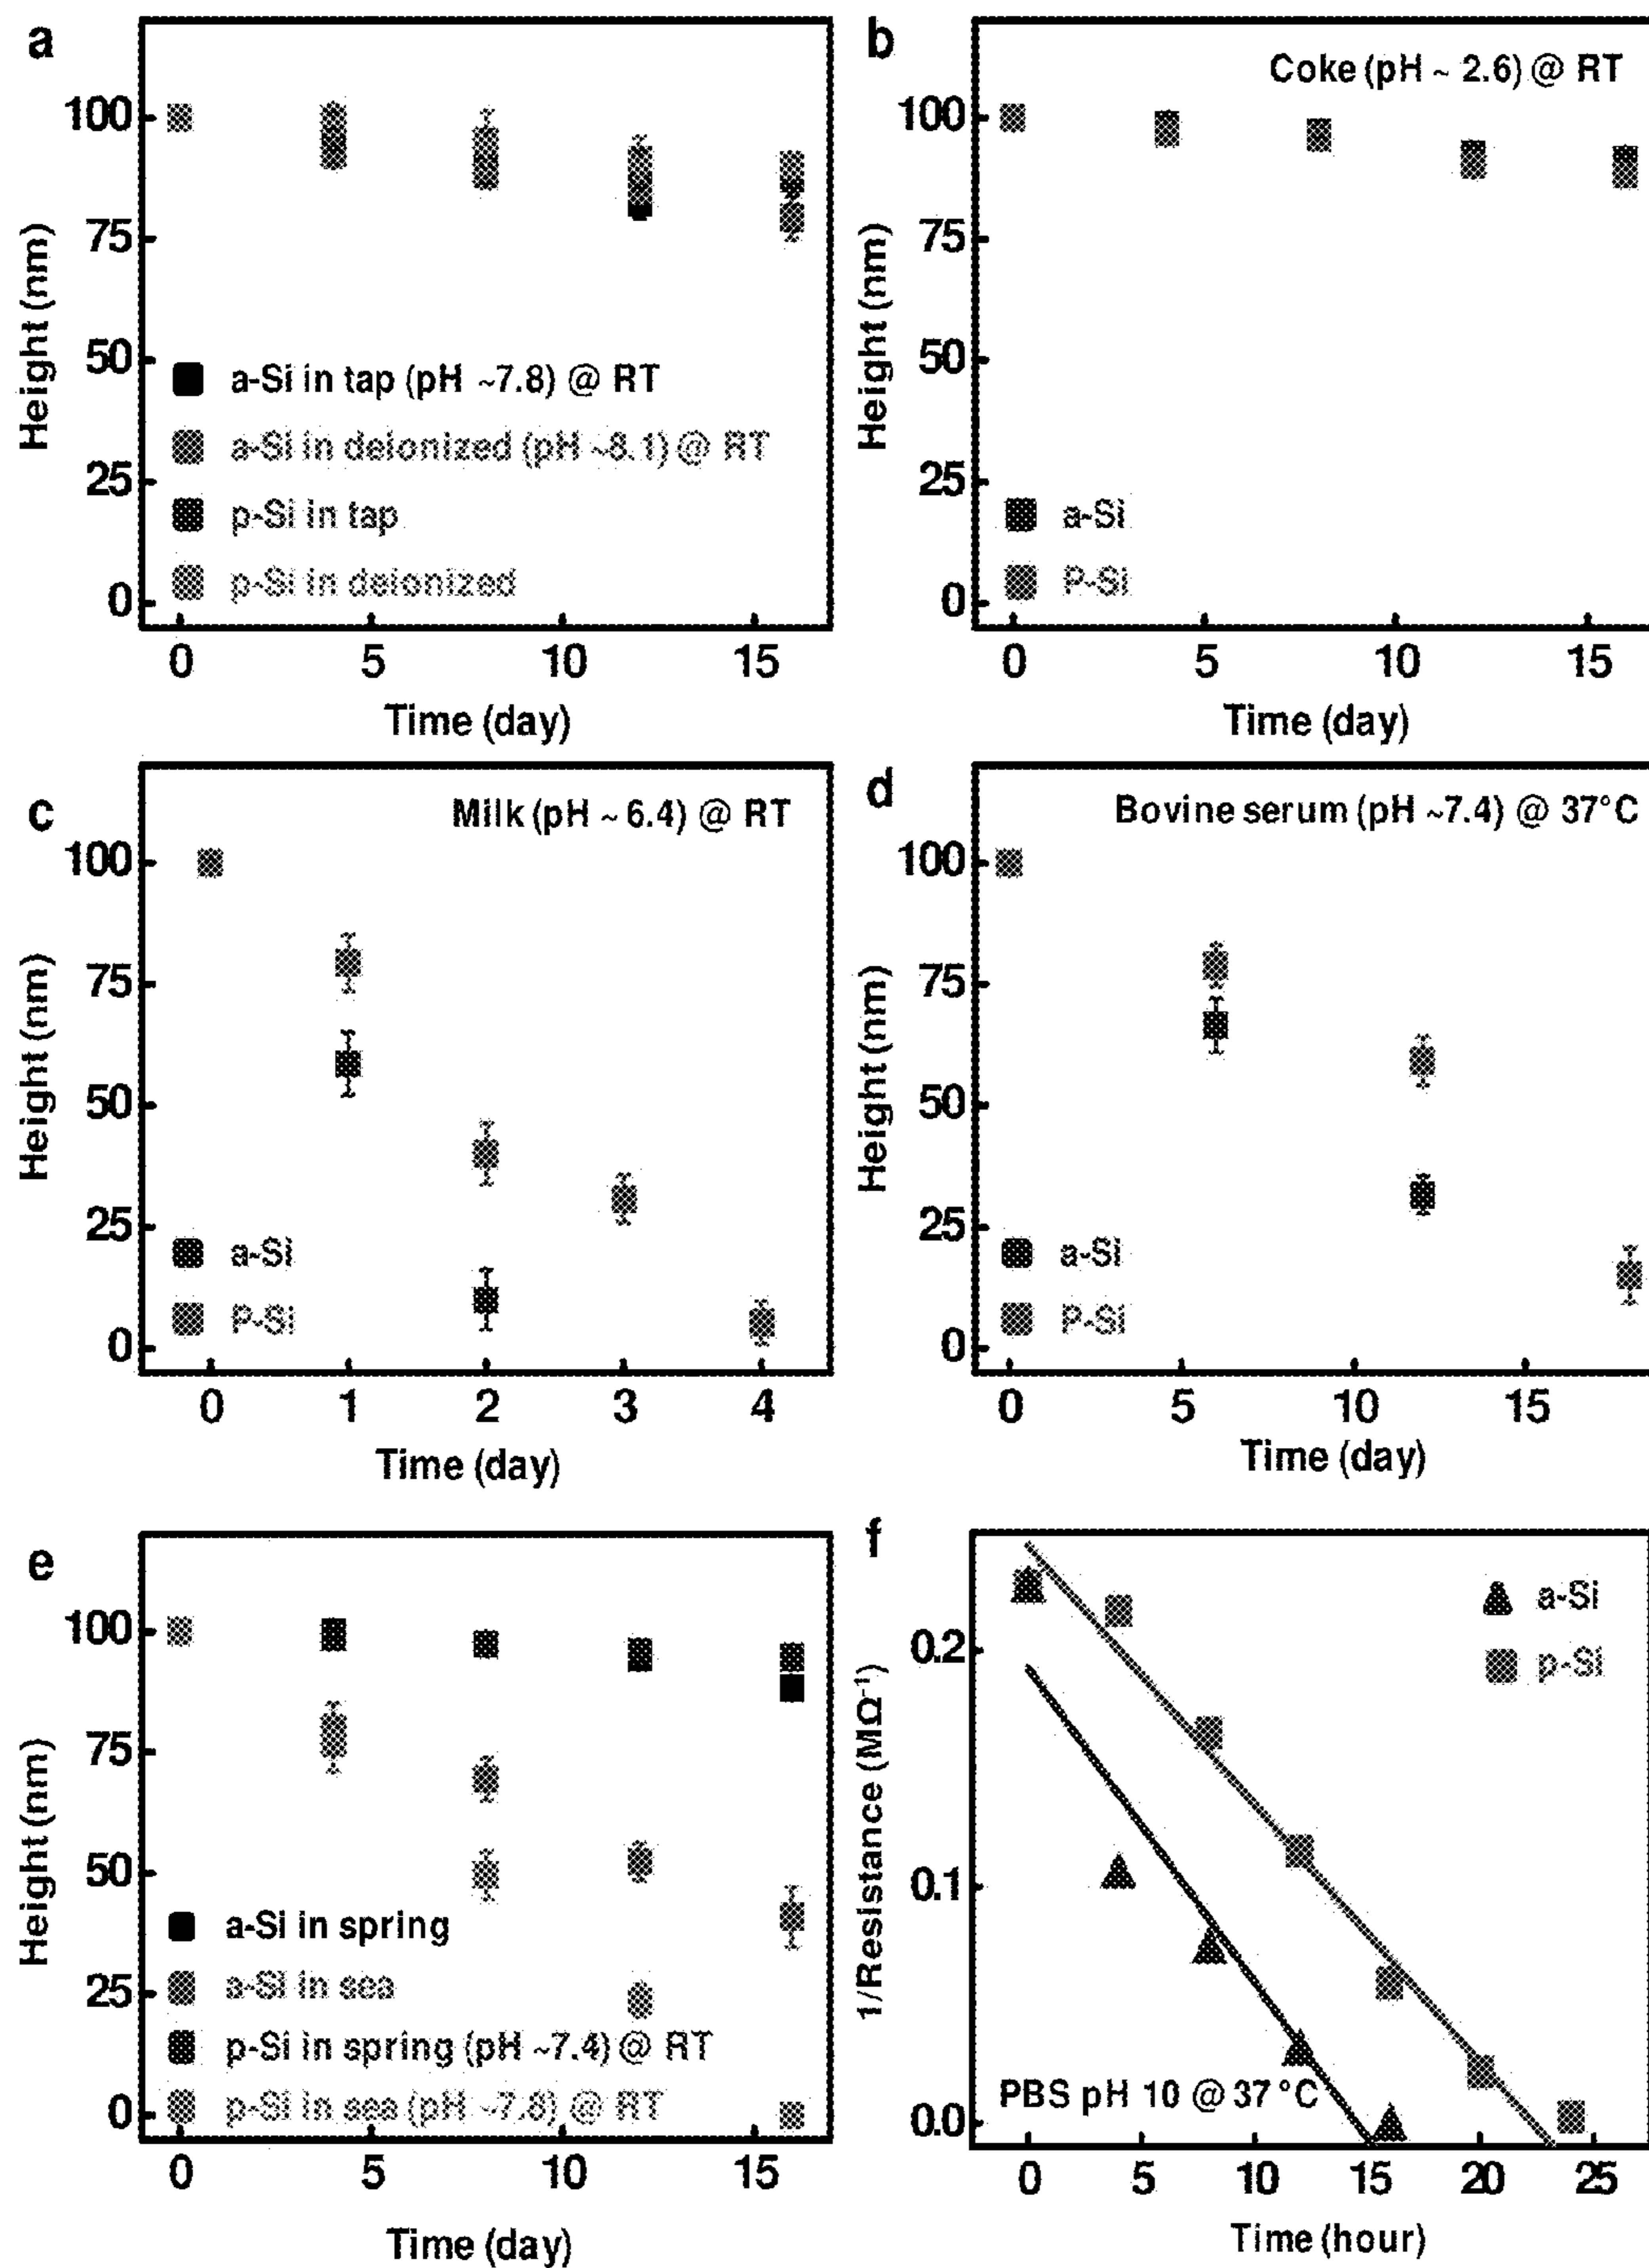 a
100
75
50
25
0
Height (nm)
a-Si in tap (pH ~7.8) @ RT
a-Si in deionized (pH ~8.1) @ RT
p-Si in tap
p-Si in deionized
0 5 10 15
Time (day)
b
Coke (pH ~ 2.6) @ RT
100
75
50
25
0
Height (nm)
a-Si
P-Si
0 5 10 15
Time (day)
c
Milk (pH ~ 6.4) @ RT
100
75
50
25
0
Height (nm)
a-Si
P-Si
0 1 2 3 4
Time (day)
d
Bovine serum (pH ~7.4) @ 37°C
100
75
50
25
0
Height (nm)
a-Si
P-Si
0 5 10 15
Time (day)
e
100
75
50
25
0
Height (nm)
a-Si in spring
a-Si in sea
p-Si in spring (pH ~7.4) @ RT
p-Si in sea (pH ~7.8) @ RT
0 5 10 15
Time (day)
f
a-Si
p-Si
0.2
0.1
0.0
1/Resistance (MΩ⁻¹)
PBS pH 10 @ 37 °C
0 5 10 15 20 25
Time (hour)